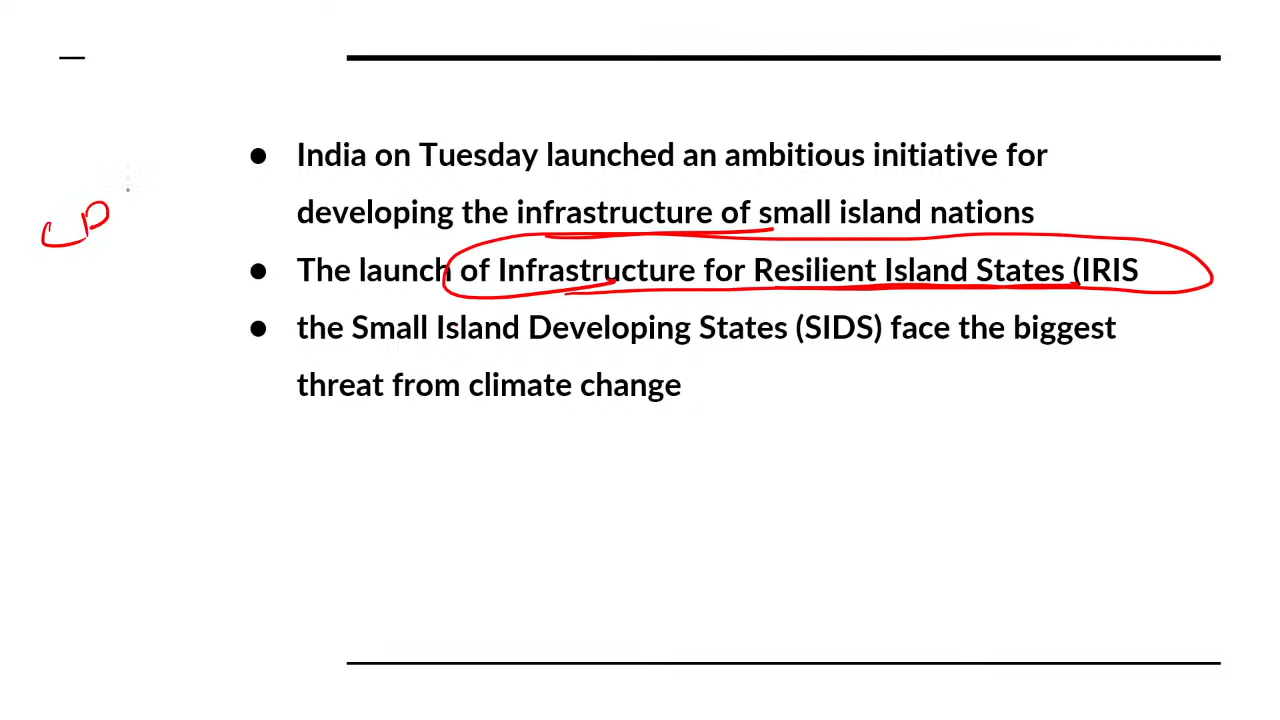 ● India on Tuesday launched an ambitious initiative for
developing the infrastructure of small island nations
● The launch of Infrastructure for Resilient Island States (IRIS
● the Small Island Developing States (SIDS) face the biggest
threat from climate change